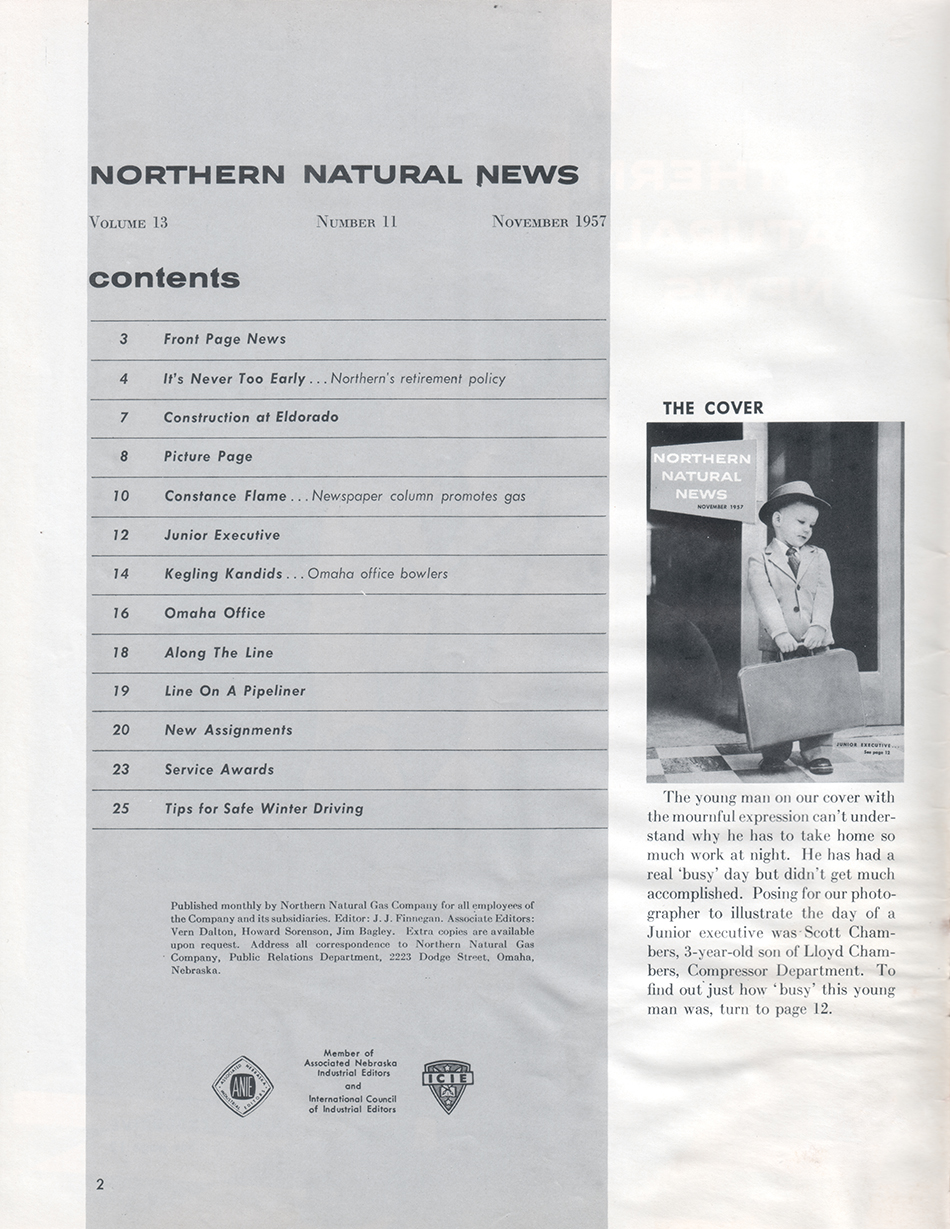 NORTHERN NATURAL NEWS
VOLUME 13 NUMBER 11 NOVEMBER 1957
contents
3 Front Page News
4 It's Never Too Early ... Northern's retirement policy
7 Construction at Eldorado
8 Picture Page
10 Constance Flame ... Newspaper column promotes gas
12 Junior Executive
14 Kegling Kandids ... Omaha office bowlers
16 Omaha Office
18 Along The Line
19 Line On A Pipeliner
20 New Assignments
23 Service Awards
25 Tips for Safe Winter Driving
Published monthly by Northern Natural Gas Company for all employees of
the Company and its subsidiaries. Editor: J. J. Finnegan. Associate Editors:
Vern Dalton, Howard Sorenson, Jim Bagley. Extra copies are available
upon request. Address all correspondence to Northern Natural Gas
Company, Public Relations Department, 2223 Dodge Street, Omaha,
Nebraska.
ANIE
Member of
Associated Nebraska
Industrial Editors
and
International Council
of Industrial Editors
ICIE
2
THE COVER
NORTHERN
NATURAL
NEWS
NOVEMBER 1957
JUNIOR EXECUTIVE...
See page 12
The young man on our cover with
the mournful expression can't under-
stand why he has to take home so
much work at night. He has had a
real 'busy' day but didn't get much
accomplished. Posing for our photo-
grapher to illustrate the day of a
Junior executive was Scott Cham-
bers, 3-year-old son of Lloyd Cham-
bers, Compressor Department. To
find out just how 'busy' this young
man was, turn to page 12.